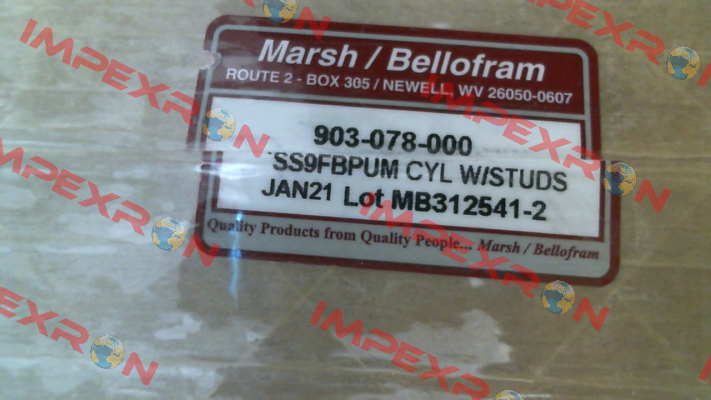 Marsh / Bellofram
ROUTE 2 - BOX 305 / NEWELL, WV 26050-0607
903-078-000
SS9FBPUM CYL W/STUDS
JAN21 Lot MB312541-2
Quality Products from Quality People... Marsh / Bellofram
IMPEXRON
IMPEXRON
IMPEXRON
IMPEXRON
IMPEXRON
IMPEXRON